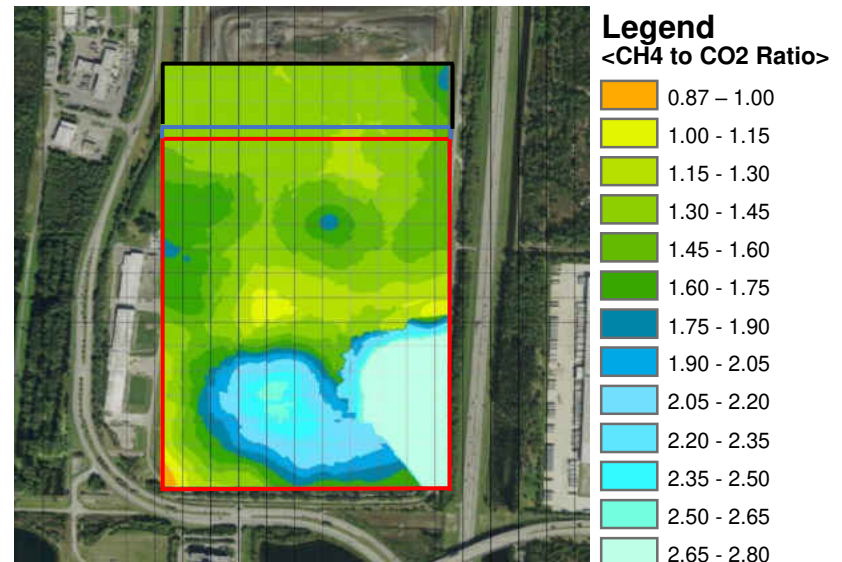 Legend
<CH4 to CO2 Ratio>
0.87 – 1.00
1.00 - 1.15
1.15 - 1.30
1.30 - 1.45
1.45 - 1.60
1.60 - 1.75
1.75 - 1.90
1.90 - 2.05
2.05 - 2.20
2.20 - 2.35
2.35 - 2.50
2.50 - 2.65
2.65 - 2.80